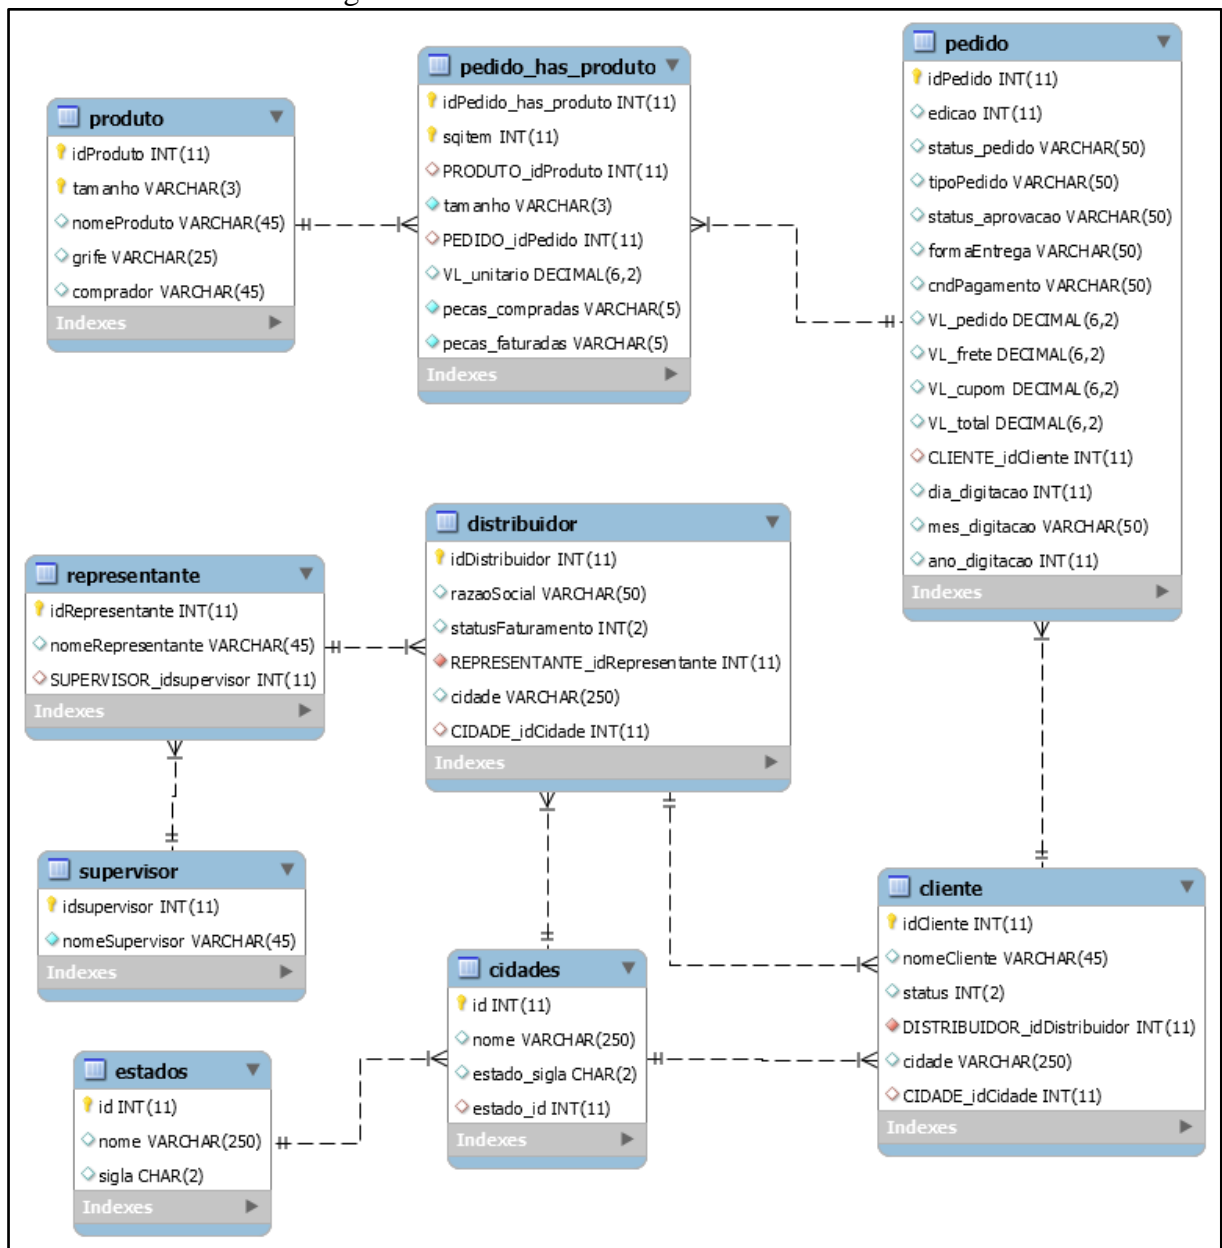 produto
idProduto INT(11)
tamanho VARCHAR(3)
nomeProduto VARCHAR(45)
grife VARCHAR(25)
comprador VARCHAR(45)
Indexes
pedido_has_produto
idPedido_has_produto INT(11)
sqitem INT(11)
PRODUTO_idProduto INT(11)
tamanho VARCHAR(3)
PEDIDO_idPedido INT(11)
VL_unitario DECIMAL(6,2)
pecas_compradas VARCHAR(5)
pecas_faturadas VARCHAR(5)
Indexes
pedido
idPedido INT(11)
edicao INT(11)
status_pedido VARCHAR(50)
tipoPedido VARCHAR(50)
status_aprovacao VARCHAR(50)
formaEntrega VARCHAR(50)
cndPagamento VARCHAR(50)
VL_pedido DECIMAL(6,2)
VL_frete DECIMAL(6,2)
VL_cupom DECIMAL(6,2)
VL_total DECIMAL(6,2)
CLIENTE_idCliente INT(11)
dia_digitacao INT(11)
mes_digitacao VARCHAR(50)
ano_digitacao INT(11)
Indexes
representante
idRepresentante INT(11)
nomeRepresentante VARCHAR(45)
SUPERVISOR_idsupervisor INT(11)
Indexes
distribuidor
idDistribuidor INT(11)
razaoSocial VARCHAR(50)
statusFaturamento INT(2)
REPRESENTANTE_idRepresentante INT(11)
cidade VARCHAR(250)
CIDADE_idCidade INT(11)
Indexes
supervisor
idsupervisor INT(11)
nomeSupervisor VARCHAR(45)
Indexes
cidades
id INT(11)
nome VARCHAR(250)
estado_sigla CHAR(2)
estado_id INT(11)
Indexes
cliente
idCliente INT(11)
nomeCliente VARCHAR(45)
status INT(2)
DISTRIBUIDOR_idDistribuidor INT(11)
cidade VARCHAR(250)
CIDADE_idCidade INT(11)
Indexes
estados
id INT(11)
nome VARCHAR(250)
sigla CHAR(2)
Indexes